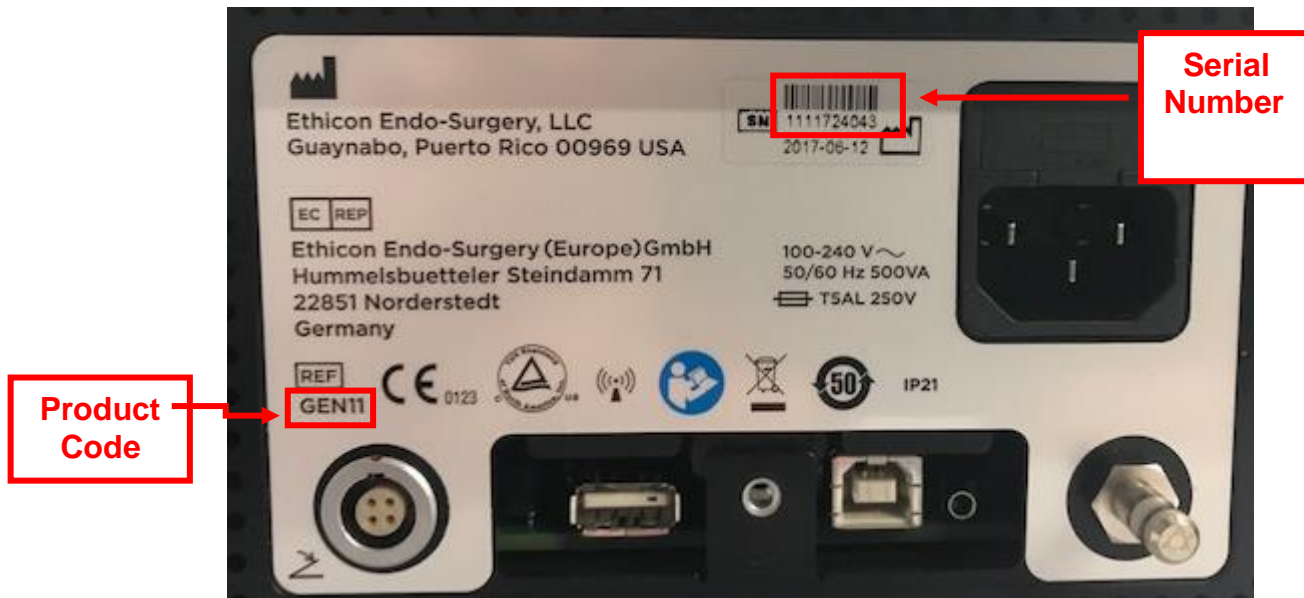 Serial
Number
SN 1111724043
2017-06-12
Ethicon Endo-Surgery, LLC
Guaynabo, Puerto Rico 00969 USA
EC REP
Ethicon Endo-Surgery (Europe) GmbH
Hummelsbuetteler Steindamm 71
22851 Norderstedt
Germany
100-240 V~
50/60 Hz 500VA
T5AL 250V
REF
GEN11
CE 0123
US
50
IP21
Product
Code